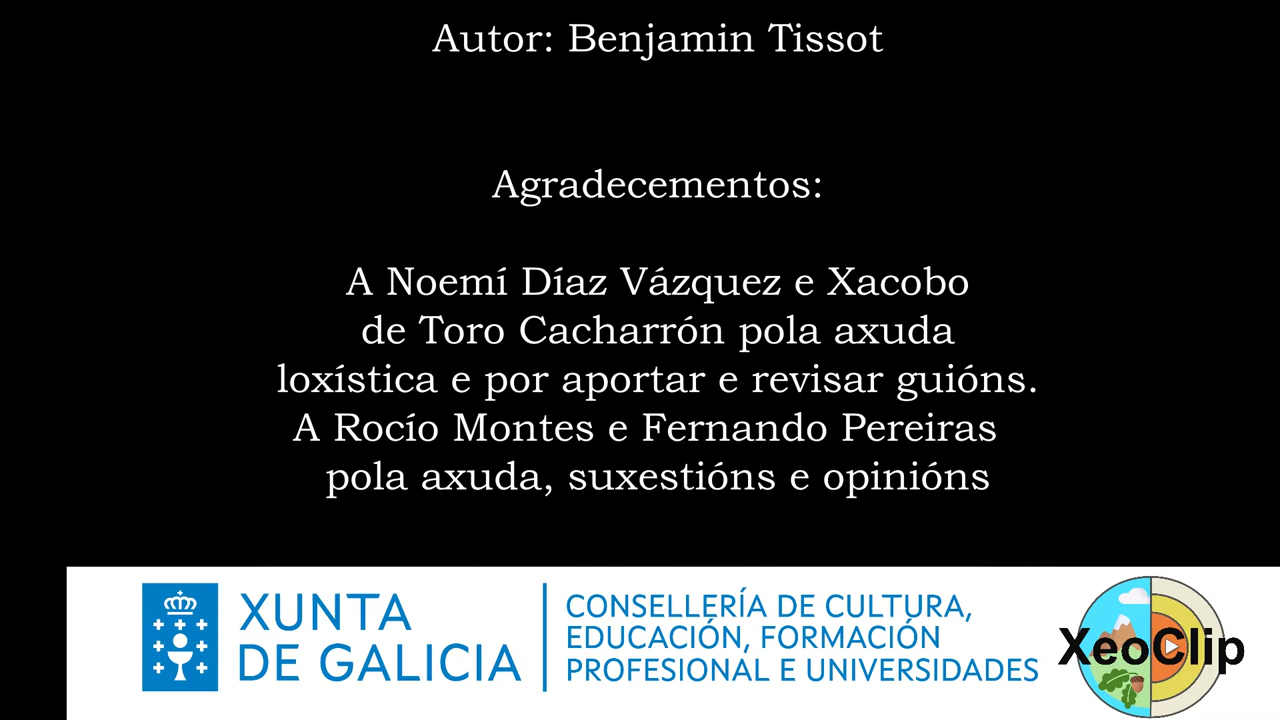 Autor: Benjamin Tissot
Agradecementos:
A Noemí Díaz Vázquez e Xacobo
de Toro Cacharrón pola axuda
loxística e por aportar e revisar guións.
A Rocío Montes e Fernando Pereiras
pola axuda, suxestións e opinións
XUNTA
DE GALICIA
CONSELLERÍA DE CULTURA,
EDUCACIÓN, FORMACIÓN
PROFESIONAL E UNIVERSIDADES
XeoClip